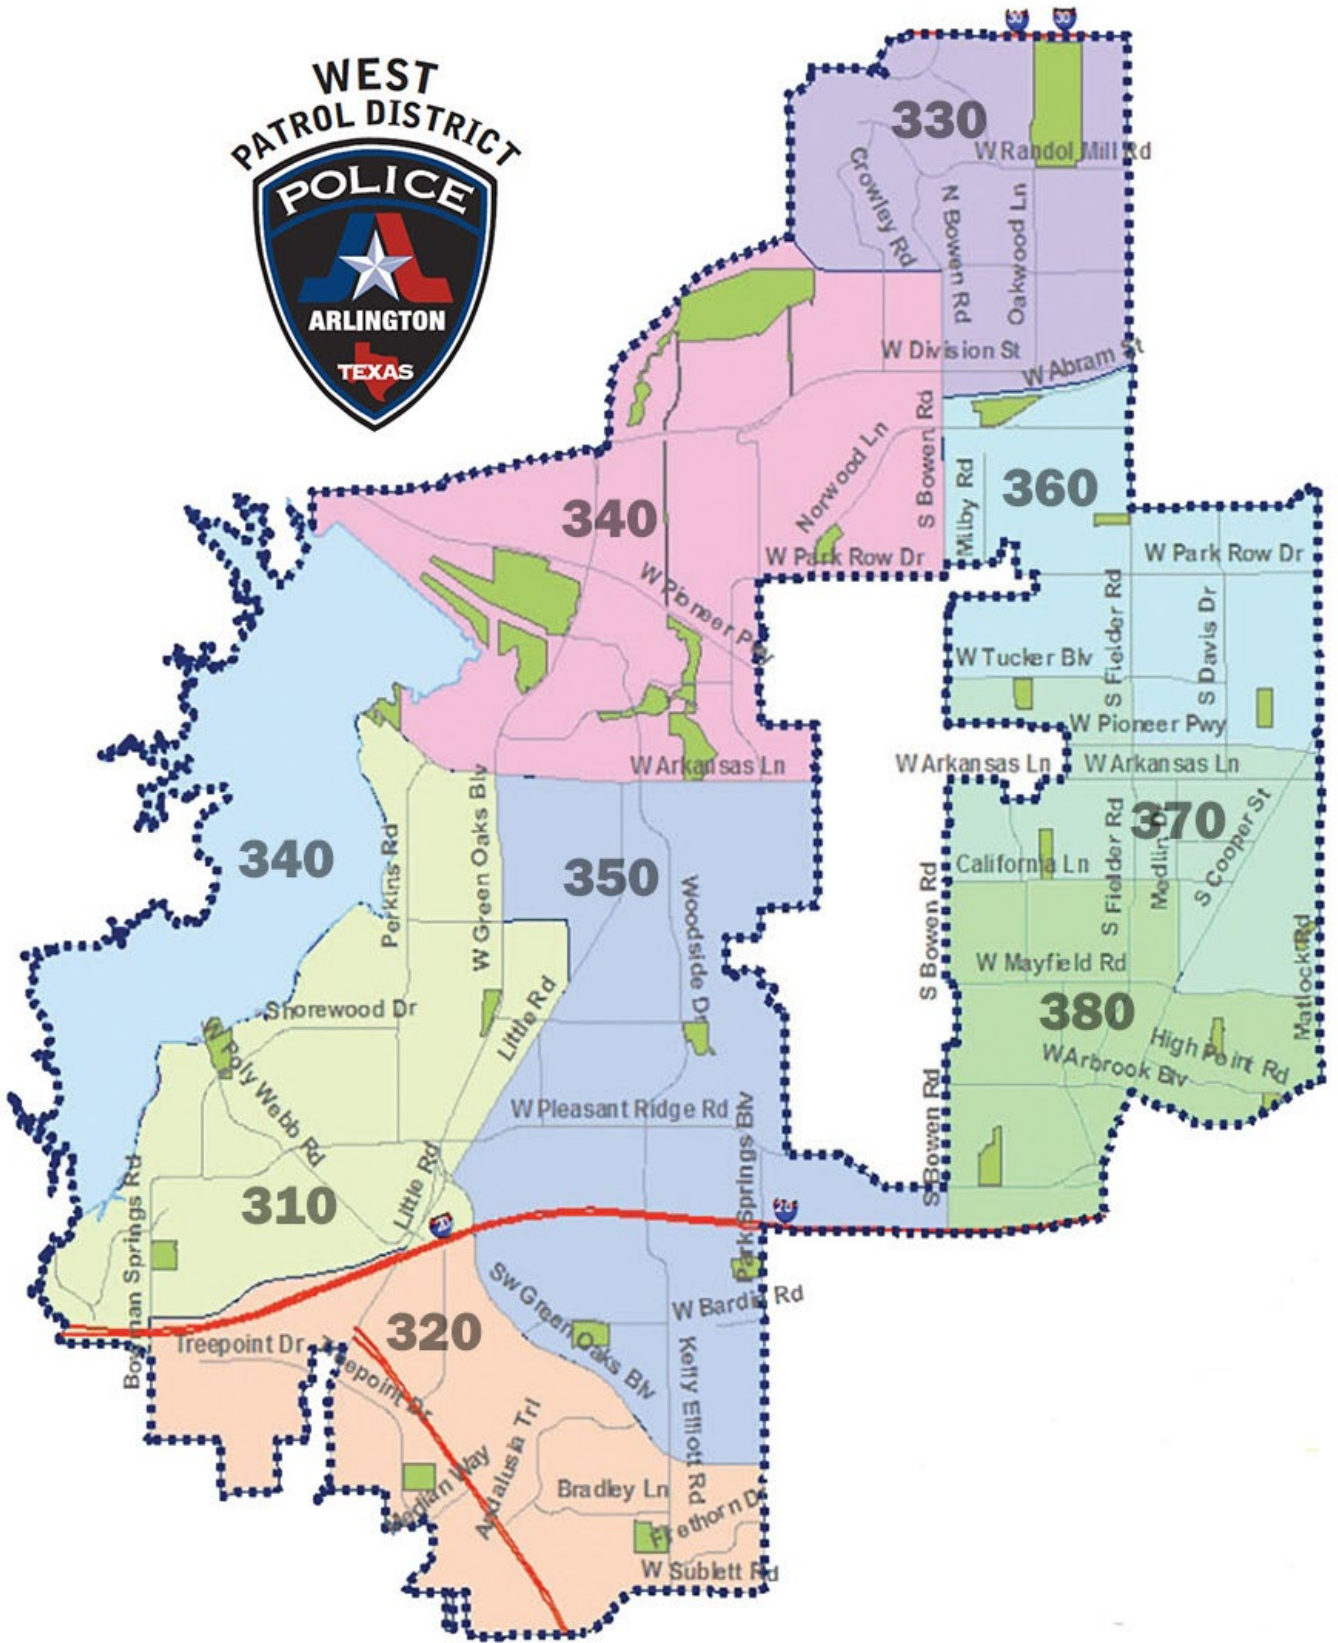 30
30
WEST
PATROL DISTRICT
POLICE
ARLINGTON
TEXAS
330
W Randol Mill Rd
Crowley Rd
N Bowen Rd
Oakwood Ln
W Division St
W Abram St
S Bowen Rd
Norwood Ln
Milby Rd
360
340
W Park Row Dr
W Park Row Dr
W Pioneer Pwy
S Fielder Rd
S Davis Dr
W Tucker Blv
W Pioneer Pwy
W Arkansas Ln
W Arkansas Ln
W Arkansas Ln
W Green Oaks Blv
Perkins Rd
340
350
370
S Fielder Rd
Medlin Dr
S Cooper St
California Ln
Woodside Dr
S Bowen Rd
W Mayfield Rd
Matlock Rd
Shorewood Dr
Little Rd
380
W Poly Webb Rd
High Point Rd
W Arbrook Blv
W Pleasant Ridge Rd
S Bowen Rd
Park Springs Blv
Little Rd
310
Bowman Springs Rd
20
20
Sw Green Oaks Blv
W Bardin Rd
320
Treepoint Dr
Treepoint Dr
Kelly Elliott Rd
Andalusia Trl
Median Way
Bradley Ln
Firethorn Dr
W Sublett Rd